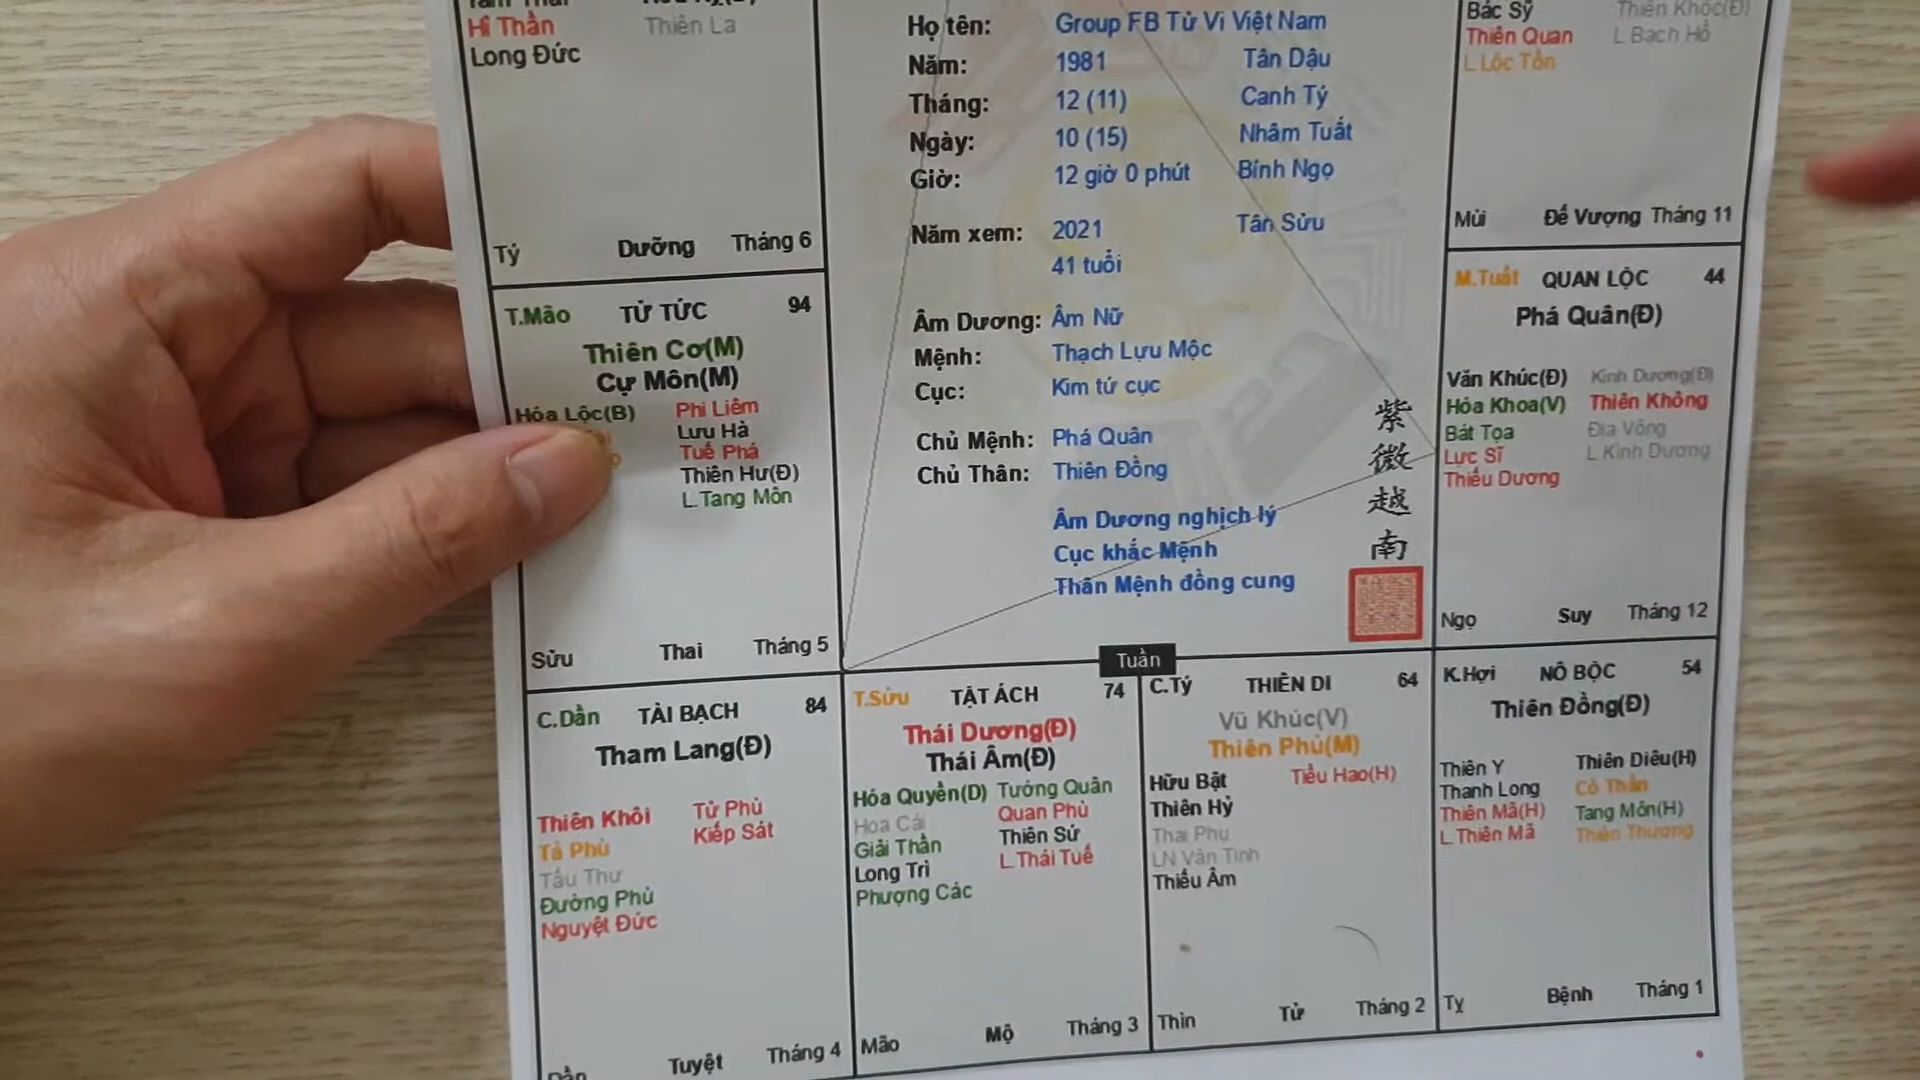 Hỉ Thần
Thiên La
Long Đức
Tý Dưỡng Tháng 6
Họ tên: Group FB Tử Vi Việt Nam
Năm: 1981 Tân Dậu
Tháng: 12 (11) Canh Tý
Ngày: 10 (15) Nhâm Tuất
Giờ: 12 giờ 0 phút Bính Ngọ
Năm xem: 2021 Tân Sửu
41 tuổi
Âm Dương: Âm Nữ
Mệnh: Thạch Lựu Mộc
Cục: Kim tứ cục
Chủ Mệnh: Phá Quân
Chủ Thân: Thiên Đồng
Âm Dương nghịch lý
Cục khắc Mệnh
Thân Mệnh đồng cung
紫
微
越
南
Bác Sỹ Thiên Khốc(Đ)
Thiên Quan L.Bạch Hổ
L.Lộc Tồn
Mùi Đế Vượng Tháng 11
T.Mão TỬ TỨC 94
Thiên Cơ(M)
Cự Môn(M)
Hóa Lộc(B) Phi Liêm
Lưu Hà
Tuế Phá
Thiên Hư(Đ)
L.Tang Môn
Sửu Thai Tháng 5
M.Tuất QUAN LỘC 44
Phá Quân(Đ)
Văn Khúc(Đ) Kình Dương(Đ)
Hóa Khoa(V) Thiên Không
Bát Tọa Địa Võng
Lực Sĩ L.Kình Dương
Thiếu Dương
Ngọ Suy Tháng 12
Tuần
C.Dần TÀI BẠCH 84
Tham Lang(Đ)
Thiên Khôi Tử Phù
Tả Phù Kiếp Sát
Tấu Thư
Đường Phù
Nguyệt Đức
Dần Tuyệt Tháng 4
T.Sửu TẬT ÁCH 74
Thái Dương(Đ)
Thái Âm(Đ)
Hóa Quyền(D) Tướng Quân
Hoa Cái Quan Phù
Giải Thần Thiên Sứ
Long Trì L.Thái Tuế
Phượng Các
Mão Mộ Tháng 3
C.Tý THIÊN DI 64
Vũ Khúc(V)
Thiên Phủ(M)
Hữu Bật Tiểu Hao(H)
Thiên Hỷ
Thai Phụ
LN Văn Tinh
Thiếu Âm
Thìn Tử Tháng 2
K.Hợi NÔ BỘC 54
Thiên Đồng(Đ)
Thiên Y Thiên Diêu(H)
Thanh Long Cô Thần
Thiên Mã(H) Tang Môn(H)
L.Thiên Mã Thiên Thương
Tỵ Bệnh Tháng 1